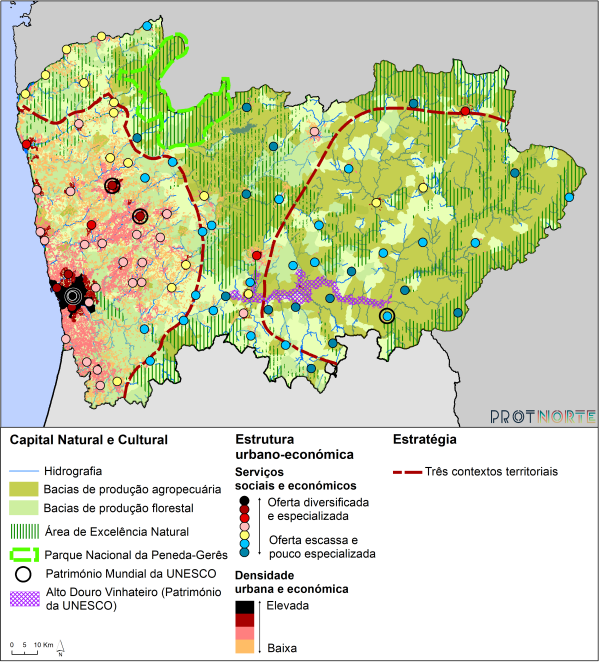 PROTNORTE
Capital Natural e Cultural
Hidrografia
Bacias de produção agropecuária
Bacias de produção florestal
Área de Excelência Natural
Parque Nacional da Peneda-Gerês
Património Mundial da UNESCO
Alto Douro Vinhateiro (Património
da UNESCO)
0 5 10 Km
N
Estrutura
urbano-económica
Serviços
sociais e económicos
Oferta diversificada
e especializada
Oferta escassa e
pouco especializada
Densidade
urbana e económica
Elevada
Baixa
Estratégia
Três contextos territoriais